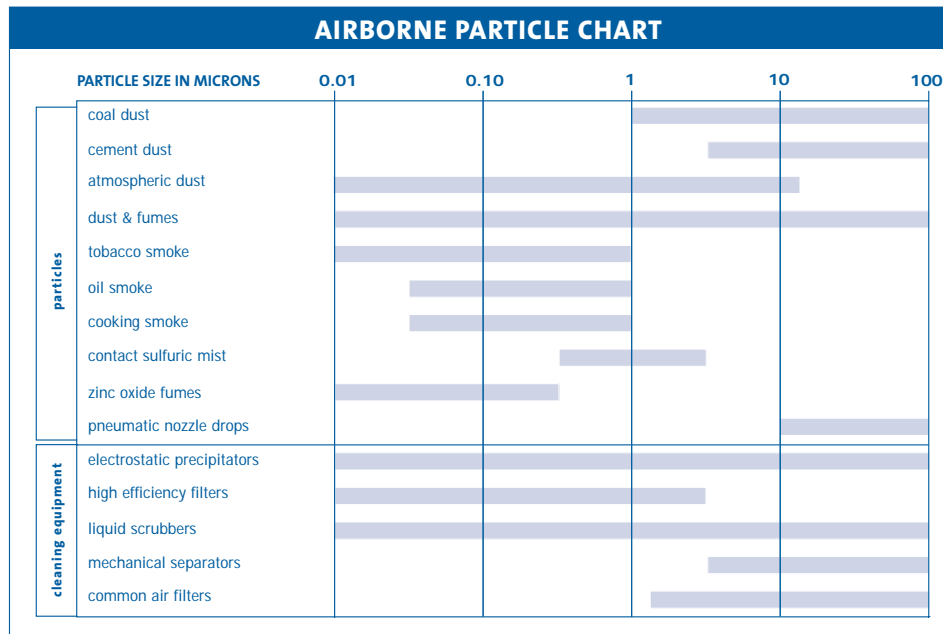 AIRBORNE PARTICLE CHART
PARTICLE SIZE IN MICRONS 0.01 0.10 1 10 100
particles
coal dust
cement dust
atmospheric dust
dust & fumes
tobacco smoke
oil smoke
cooking smoke
contact sulfuric mist
zinc oxide fumes
pneumatic nozzle drops
cleaning equipment
electrostatic precipitators
high efficiency filters
liquid scrubbers
mechanical separators
common air filters